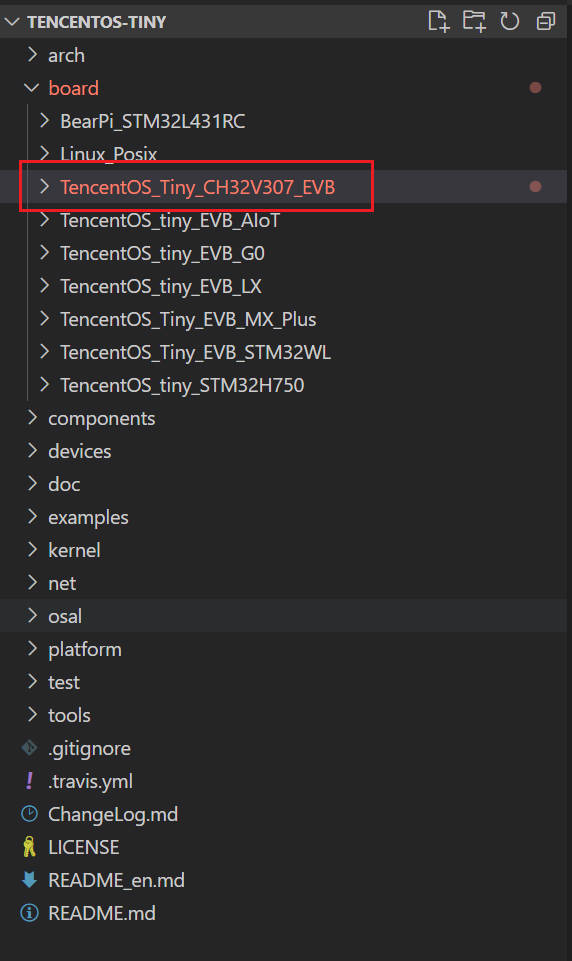 TENCENTOS-TINY
arch
board
BearPi_STM32L431RC
Linux_Posix
TencentOS_Tiny_CH32V307_EVB
TencentOS_tiny_EVB_AIoT
TencentOS_tiny_EVB_G0
TencentOS_tiny_EVB_LX
TencentOS_Tiny_EVB_MX_Plus
TencentOS_Tiny_EVB_STM32WL
TencentOS_tiny_STM32H750
components
devices
doc
examples
kernel
net
osal
platform
test
tools
.gitignore
.travis.yml
ChangeLog.md
LICENSE
README_en.md
README.md